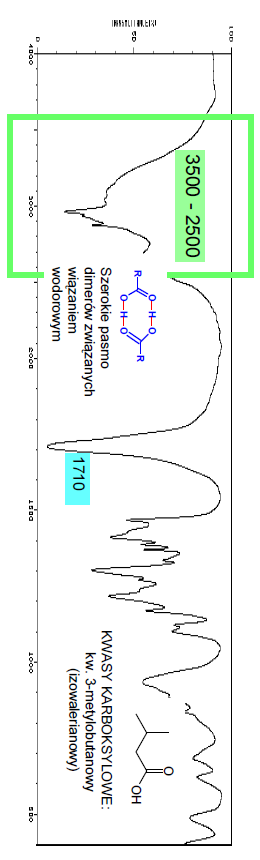 100
50
0
4000
3000
2000
1500
1000
500
3500 - 2500
R
O-H-O
O-H-O
R
Szerokie pasmo
dimerów związanych
wiązaniem
wodorowym
1710
KWASY KARBOKSYLOWE:
kw. 3-metylobutanowy
(izowalerianowy)
O
OH